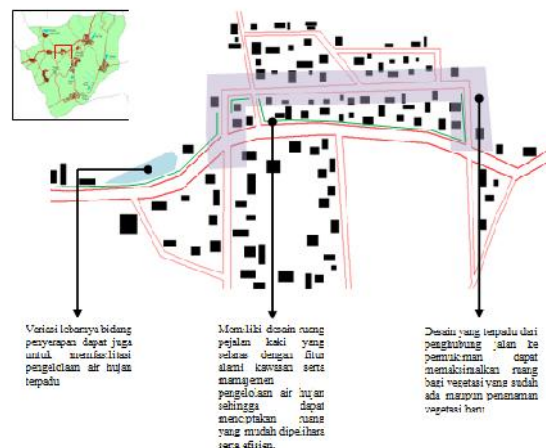 Variasi lebarnya bidang
penyerapan dapat juga
untuk memfasilitasi
pengelolaan air hujan
terpadu
Memiliki desain ruang
pejalan kaki yang
selaras dengan fitur
alami kawasan serta
manajemen
pengelolaan air hujan
sehingga dapat
menciptakan ruang
yang mudah dipelihara
serta efisien.
Desain yang terpadu dari
penghubung jalan ke
permukiman dapat
memaksimalkan ruang
bagi vegetasi yang sudah
ada maupun penanaman
vegetasi baru